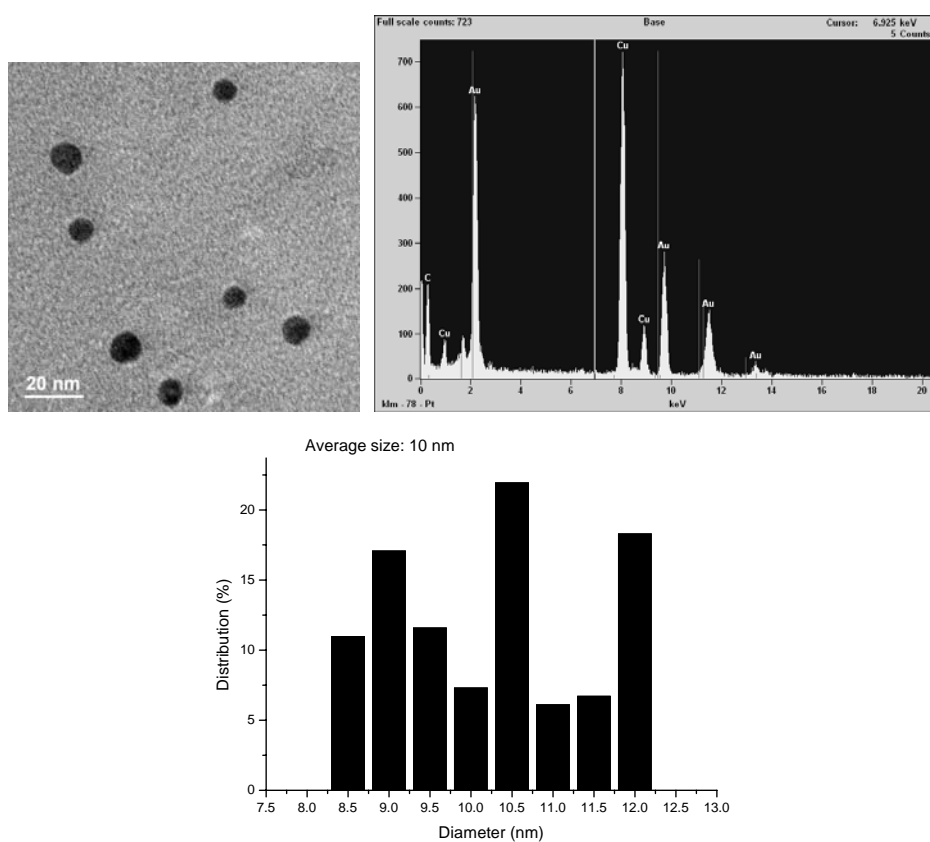 20 nm
Full scale counts: 723 Base Cursor: 6.925 keV
5 Counts
700
600
500
400
300
200
100
0
Cu
Au
Au
C
Cu
Cu
Au
Au
0 2 4 6 8 10 12 14 16 18 20
klm - 78 - Pt keV
Average size: 10 nm
Distribution (%)
20
15
10
5
0
7.5 8.0 8.5 9.0 9.5 10.0 10.5 11.0 11.5 12.0 12.5 13.0
Diameter (nm)